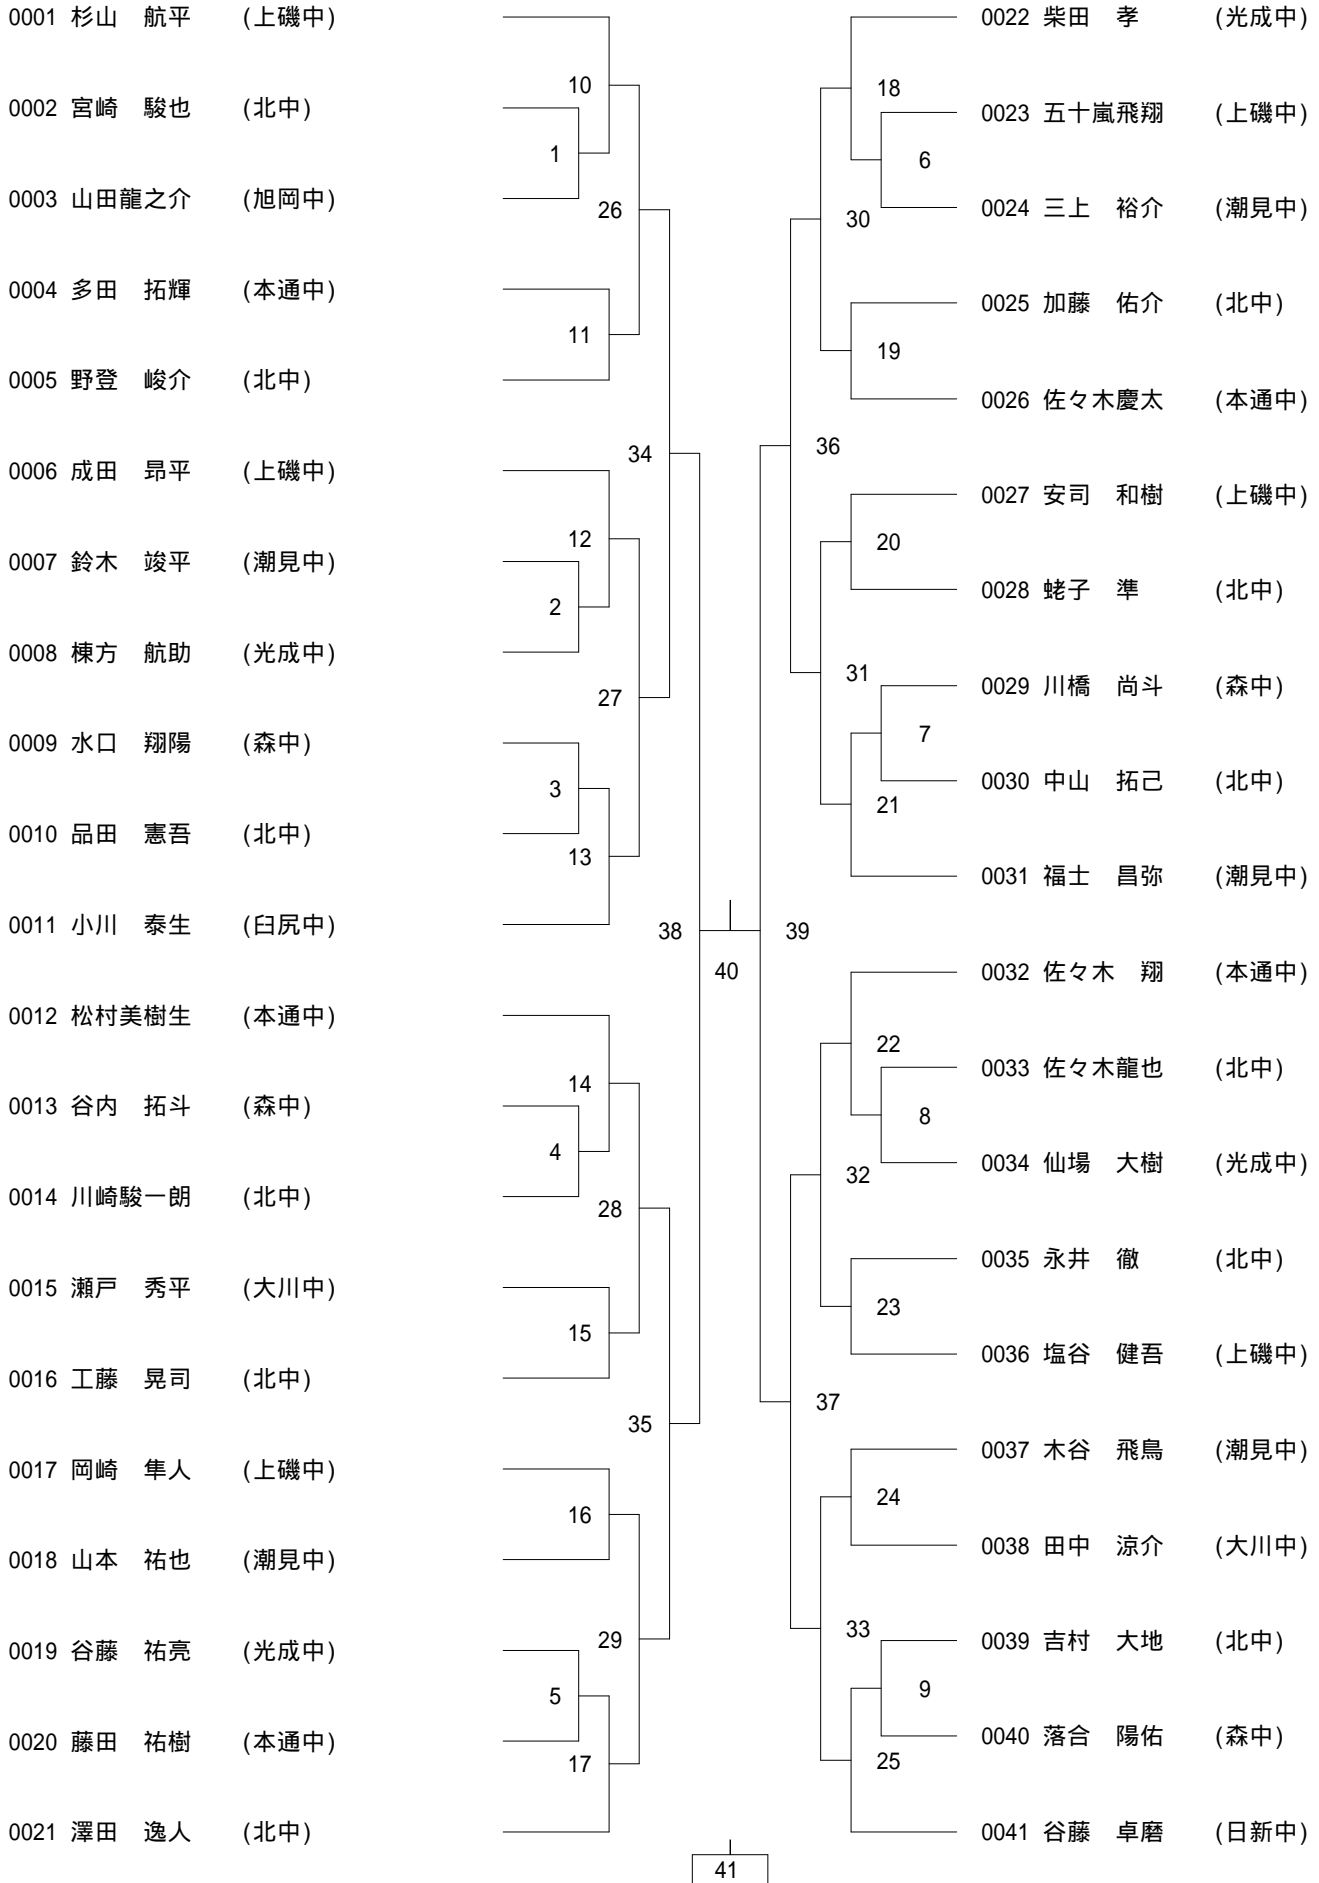 0001 杉山　航平　(上磯中)
10
0002 宮崎　駿也　(北中)
1
0003 山田龍之介　(旭岡中)
26
0004 多田　拓輝　(本通中)
11
0005 野登　峻介　(北中)
34
0006 成田　昂平　(上磯中)
12
0007 鈴木　竣平　(潮見中)
2
0008 棟方　航助　(光成中)
27
0009 水口　翔陽　(森中)
3
0010 品田　憲吾　(北中)
13
0011 小川　泰生　(臼尻中)
38
0012 松村美樹生　(本通中)
14
0013 谷内　拓斗　(森中)
4
0014 川崎駿一朗　(北中)
28
0015 瀬戸　秀平　(大川中)
15
0016 工藤　晃司　(北中)
35
0017 岡崎　隼人　(上磯中)
16
0018 山本　祐也　(潮見中)
29
0019 谷藤　祐亮　(光成中)
5
0020 藤田　祐樹　(本通中)
17
0021 澤田　逸人　(北中)
40
41
0022 柴田　孝　(光成中)
18
0023 五十嵐飛翔　(上磯中)
6
0024 三上　裕介　(潮見中)
30
0025 加藤　佑介　(北中)
19
0026 佐々木慶太　(本通中)
36
0027 安司　和樹　(上磯中)
20
0028 蛯子　準　(北中)
31
0029 川橋　尚斗　(森中)
7
0030 中山　拓己　(北中)
21
0031 福士　昌弥　(潮見中)
39
0032 佐々木　翔　(本通中)
22
0033 佐々木龍也　(北中)
8
0034 仙場　大樹　(光成中)
32
0035 永井　徹　(北中)
23
0036 塩谷　健吾　(上磯中)
37
0037 木谷　飛鳥　(潮見中)
24
0038 田中　涼介　(大川中)
33
0039 吉村　大地　(北中)
9
0040 落合　陽佑　(森中)
25
0041 谷藤　卓磨　(日新中)